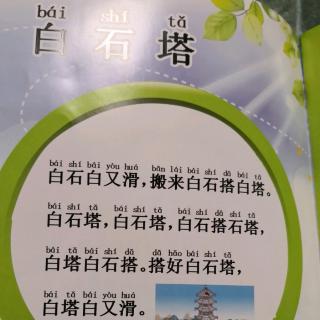 bái shí tǎ
白石塔
bái shí bái yòu huá bān lái bái shí dā bái tǎ
白石白又滑，搬来白石搭白塔。
bái shí tǎ bái shí tǎ bái shí dā shí tǎ
白石塔，白石塔，白石搭石塔，
bái tǎ bái shí dā dā hǎo bái shí tǎ
白塔白石搭。搭好白石塔，
bái tǎ bái yòu huá
白塔白又滑。